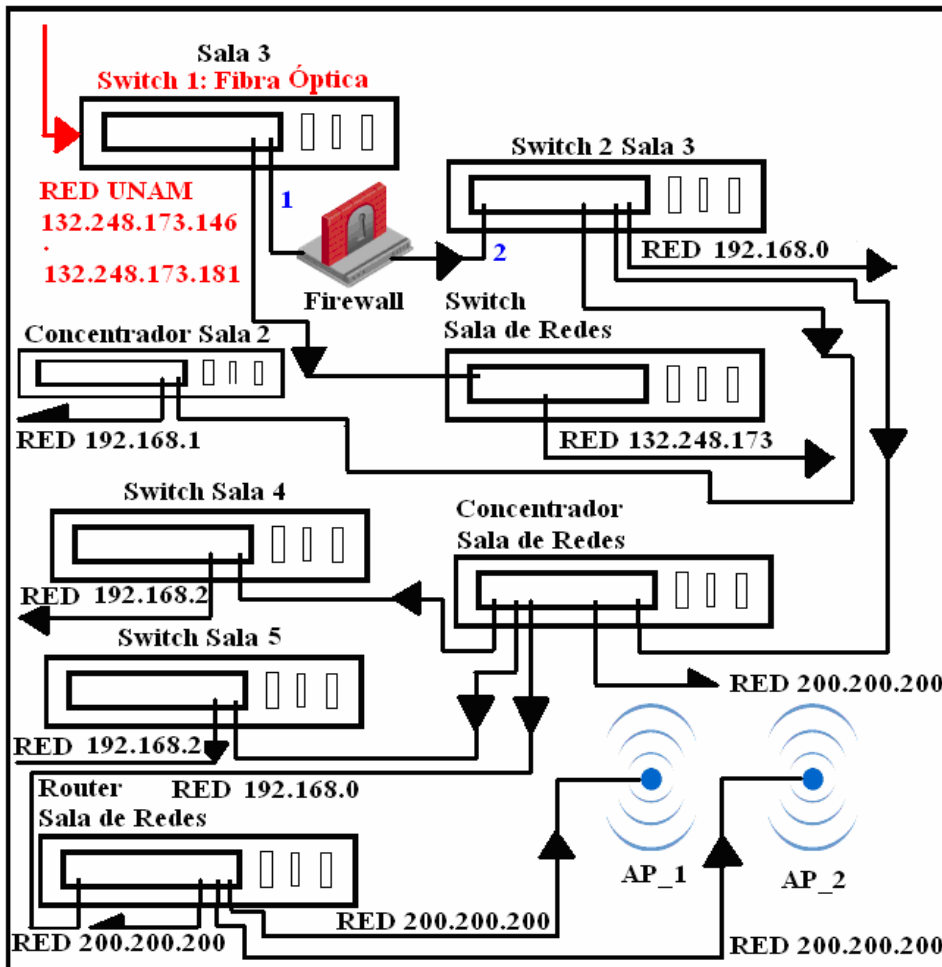 Sala 3
Switch 1: Fibra Óptica
Switch 2 Sala 3
RED UNAM
132.248.173.146
.
132.248.173.181
1
2
Firewall
RED 192.168.0
Switch
Sala de Redes
Concentrador Sala 2
RED 192.168.1
RED 132.248.173
Switch Sala 4
Concentrador
Sala de Redes
RED 192.168.2
Switch Sala 5
RED 200.200.200
RED 192.168.2
Router
RED 192.168.0
Sala de Redes
AP_1
AP_2
RED 200.200.200
RED 200.200.200
RED 200.200.200